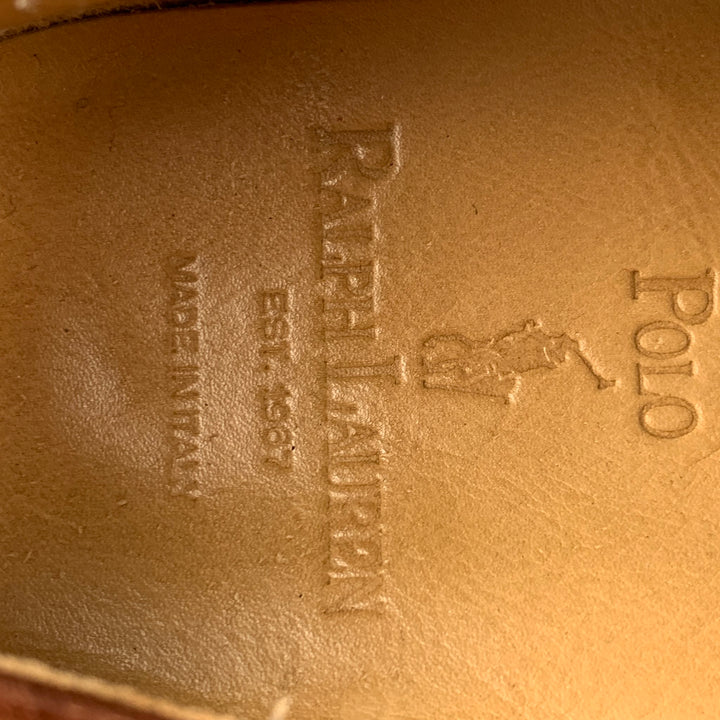 POLO
RALPH LAUREN
EST. 1967
MADE IN ITALY